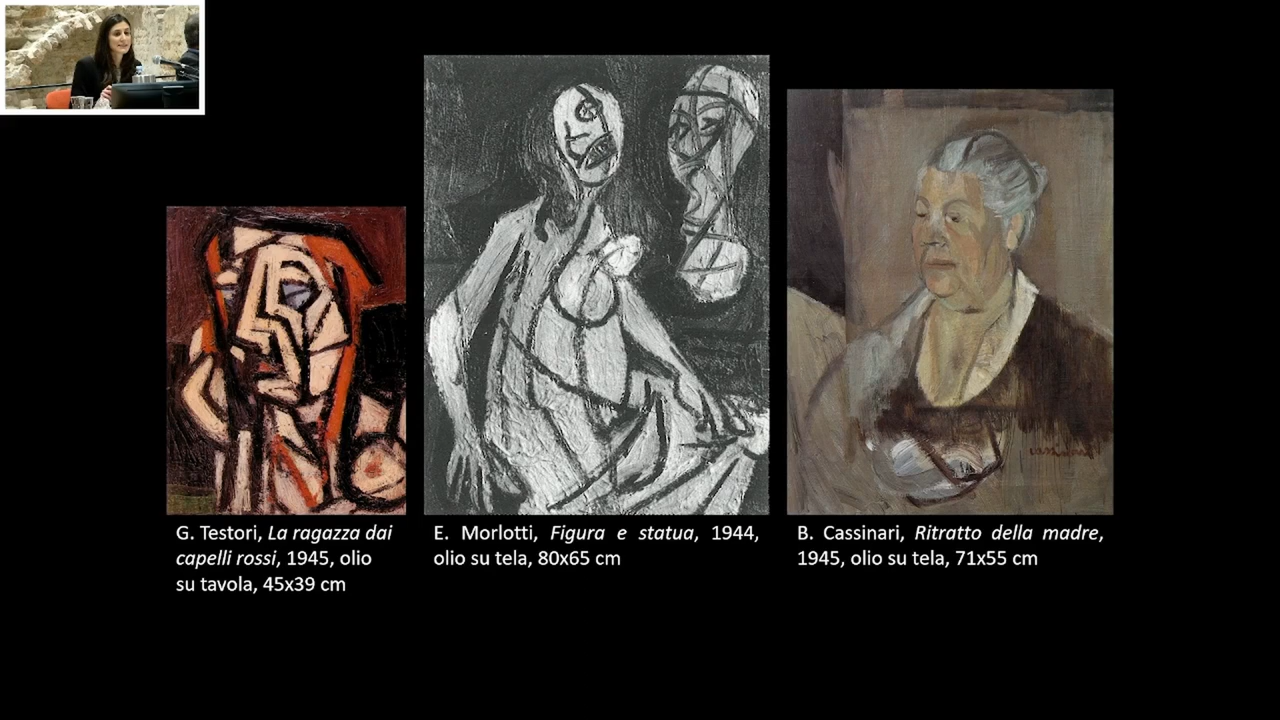 G. Testori, La ragazza dai
capelli rossi, 1945, olio
su tavola, 45x39 cm
E. Morlotti, Figura e statua, 1944,
olio su tela, 80x65 cm
B. Cassinari, Ritratto della madre,
1945, olio su tela, 71x55 cm